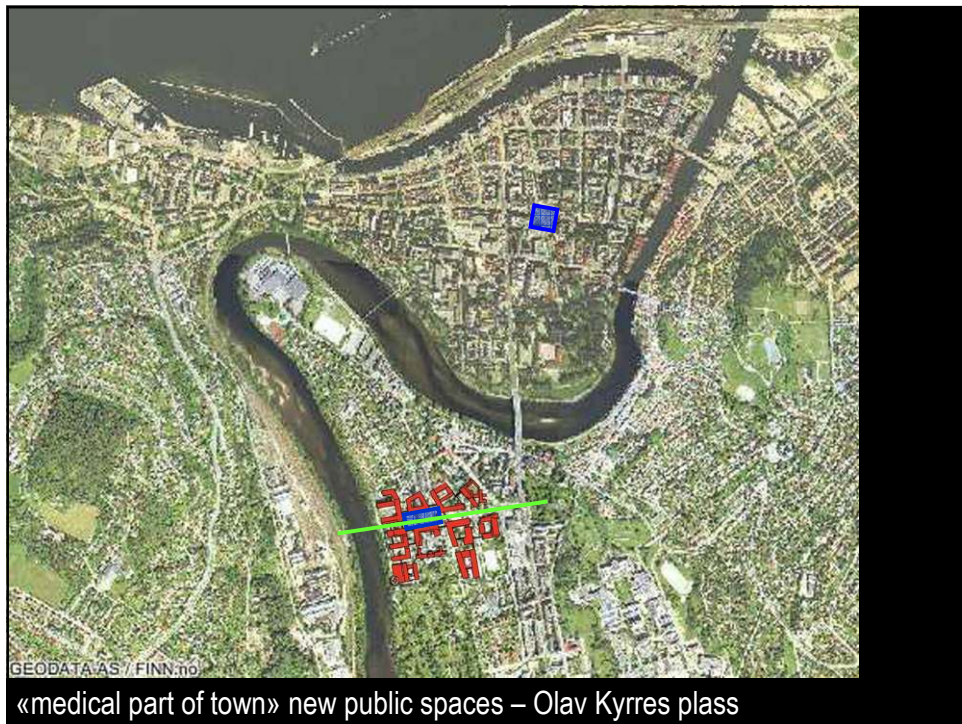 GEODATA AS / FINN.no
«medical part of town» new public spaces – Olav Kyrres plass